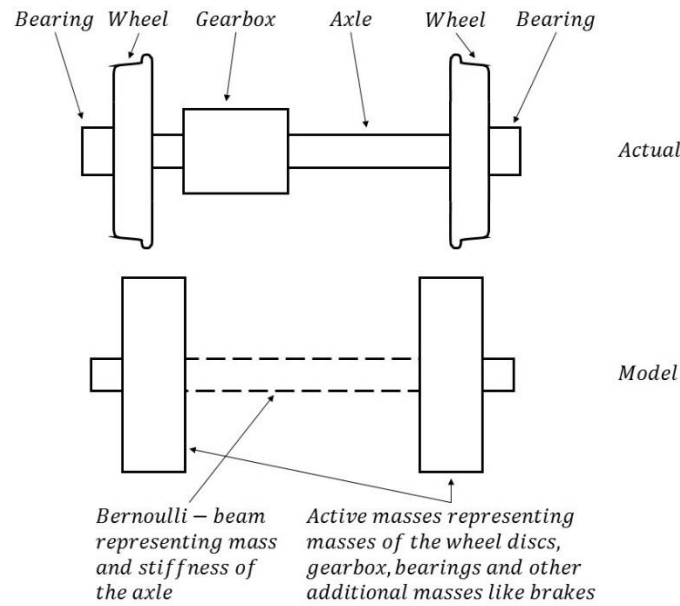 Bearing Wheel Gearbox Axle Wheel Bearing
Actual
Model
Bernoulli – beam
representing mass
and stiffness of
the axle
Active masses representing
masses of the wheel discs,
gearbox, bearings and other
additional masses like brakes